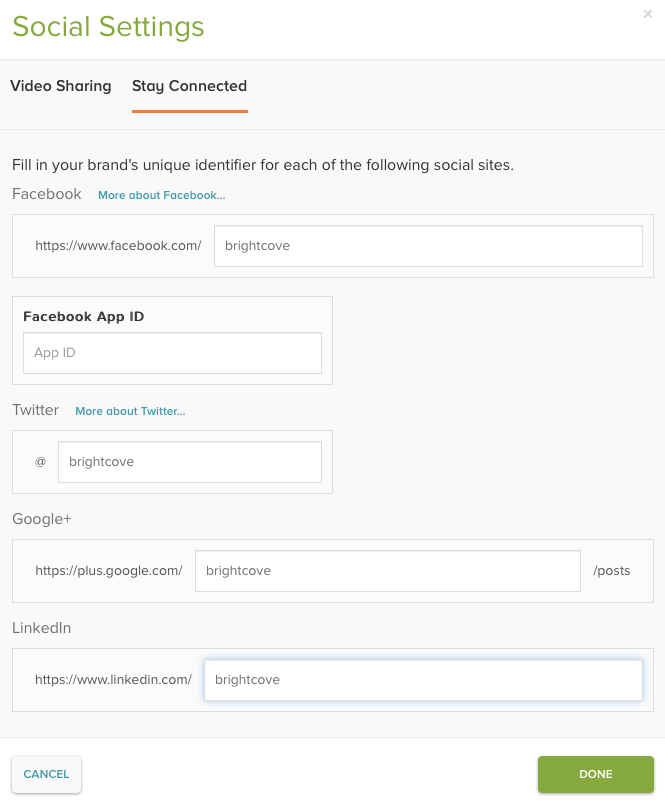 Social Settings
×
Video Sharing Stay Connected
Fill in your brand's unique identifier for each of the following social sites.
Facebook More about Facebook...
https://www.facebook.com/ brightcove
Facebook App ID
App ID
Twitter More about Twitter...
@ brightcove
Google+
https://plus.google.com/ brightcove /posts
LinkedIn
https://www.linkedin.com/ brightcove
CANCEL DONE